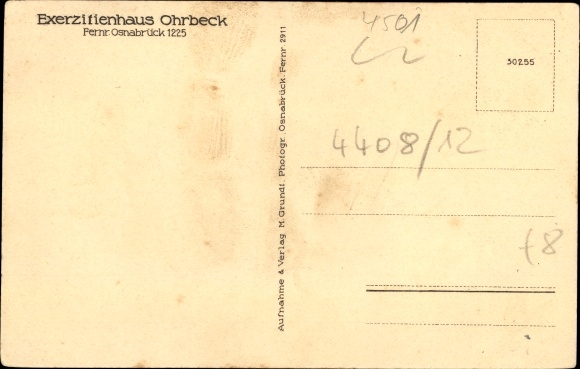 Exerzitienhaus Ohrbeck
Fernr. Osnabrück 1225
Aufnahme & Verlag M. Grundt. Photogr. Osnabrück. Fernr 2911
4501
30255
4408/12